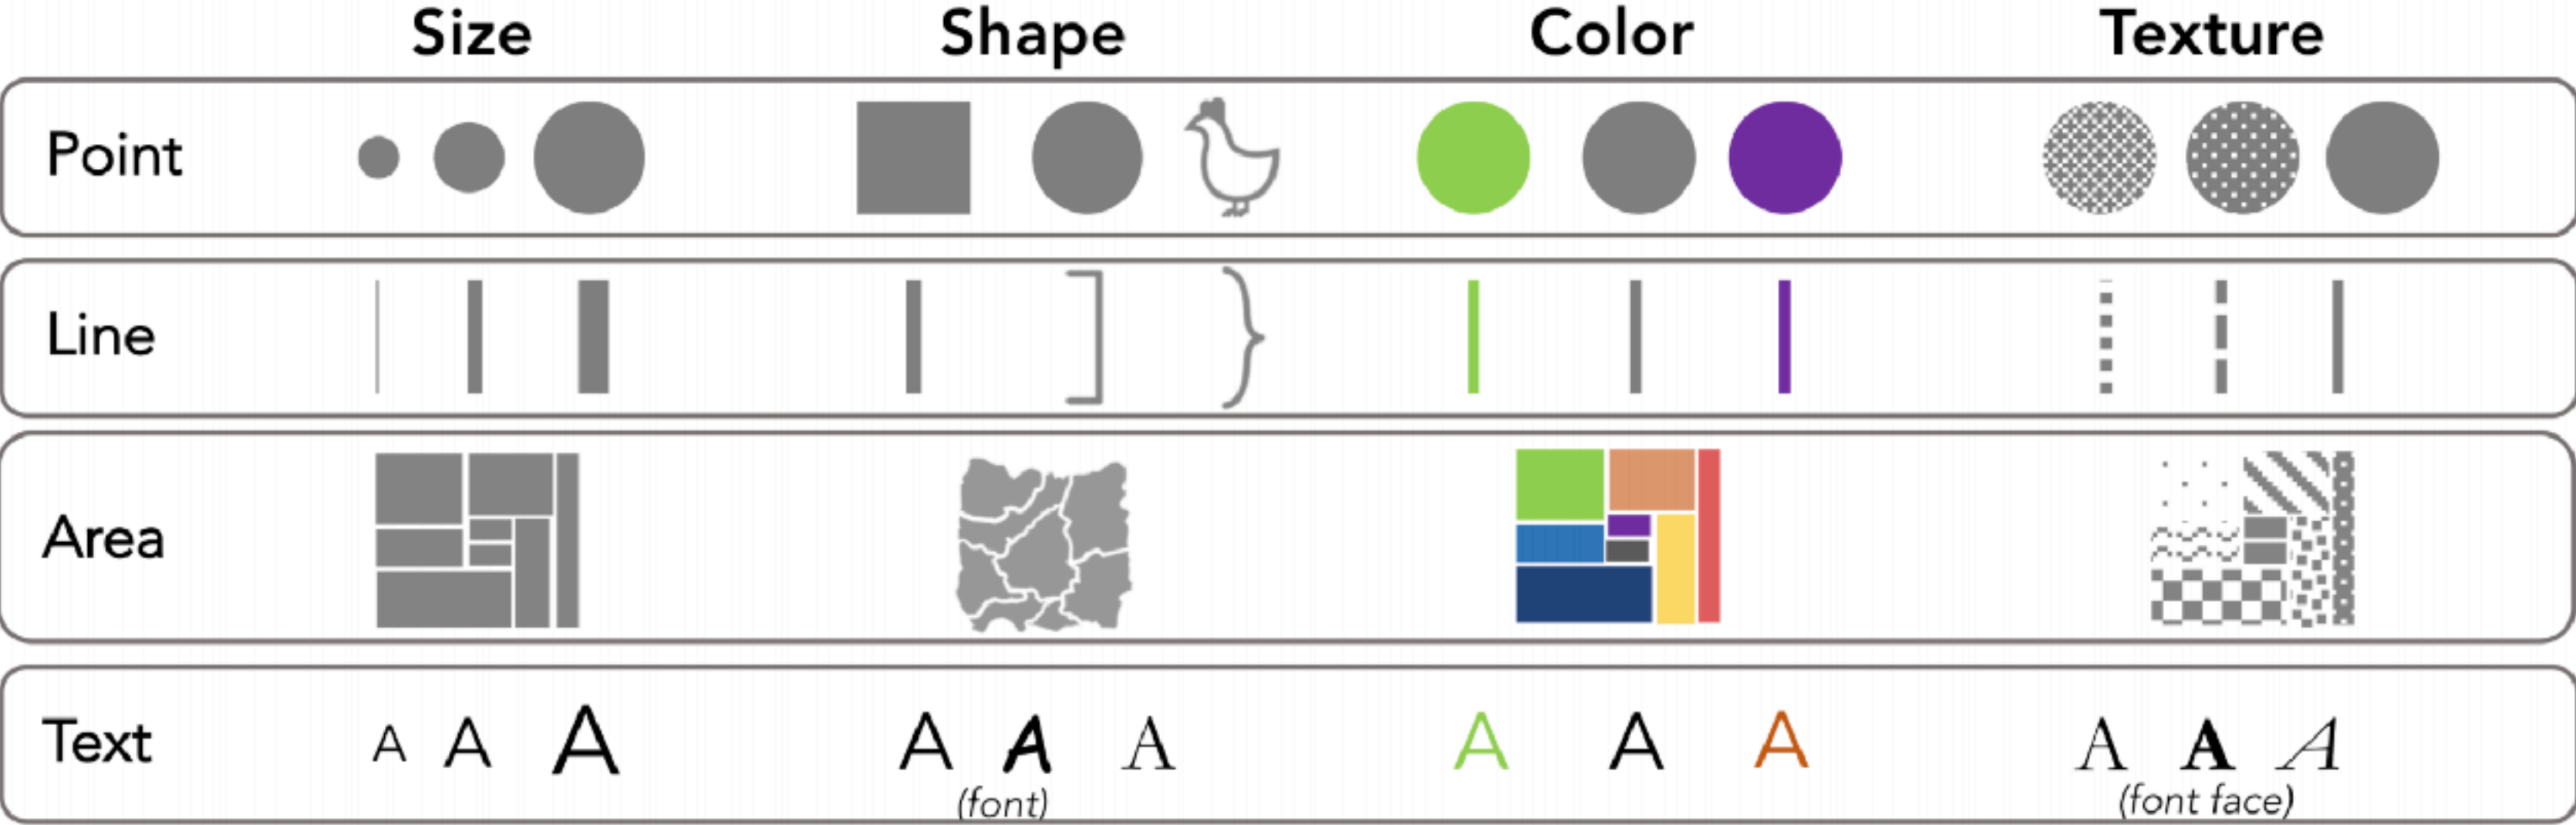 Size Shape Color Texture
Point
Line
Area
Text A A A A A A A A A A A A
(font) (font face)